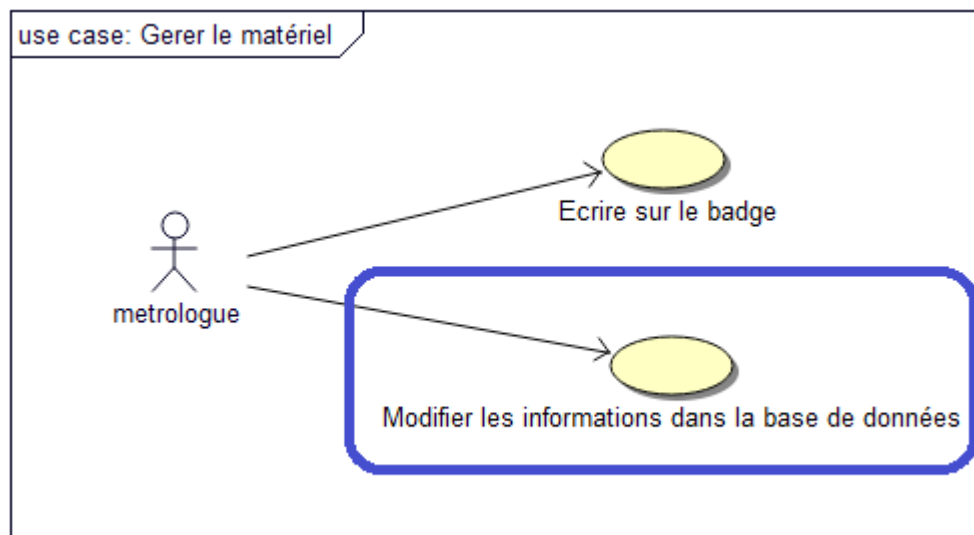 use case: Gerer le matériel
Ecrire sur le badge
metrologue
Modifier les informations dans la base de données